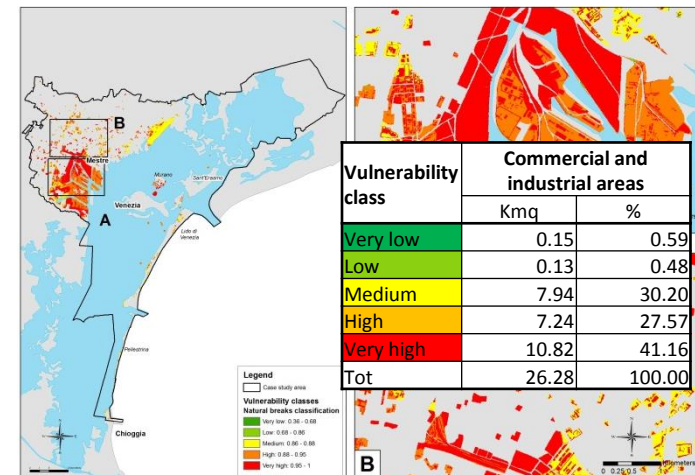 B
Mestre
Murano
Sant'Erasmo
Venezia
A
Lido di
Venezia
Pellestrina
Chioggia
Legend
Case study area
Vulnerability classes
Natural breaks classification
Very low: 0.36 - 0.68
Low: 0.68 - 0.86
Medium: 0.86 - 0.88
High: 0.88 - 0.95
Very high: 0.95 - 1
Vulnerability class Commercial and industrial areas
Kmq %
Very low 0.15 0.59
Low 0.13 0.48
Medium 7.94 30.20
High 7.24 27.57
Very high 10.82 41.16
Tot 26.28 100.00
B
0 0.25 0.5